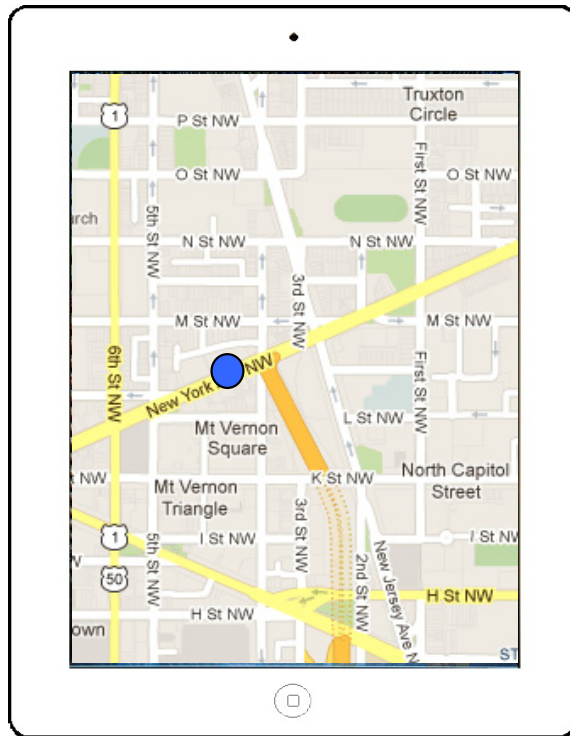 Truxton
Circle
1
P St NW
O St NW
O St NW
First St NW
5th St NW
N St NW
N St NW
3rd St NW
M St NW
M St NW
6th St NW
New York
NW
First St NW
L St NW
Mt Vernon
Square
K St NW
North Capitol
Street
t NW
Mt Vernon
Triangle
3rd St NW
1
I St NW
I St NW
5th St NW
50
2nd St NW
New Jersey Ave N
H St NW
H St NW
own
ST